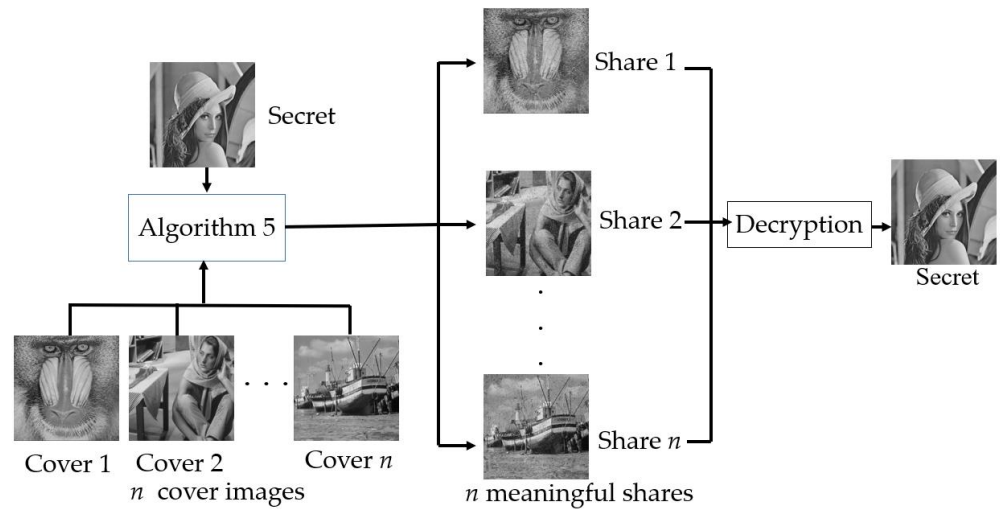 Secret
Algorithm 5
Cover 1
Cover 2
. . .
Cover n
n cover images
Share 1
Share 2
.
.
.
Share n
n meaningful shares
Decryption
Secret